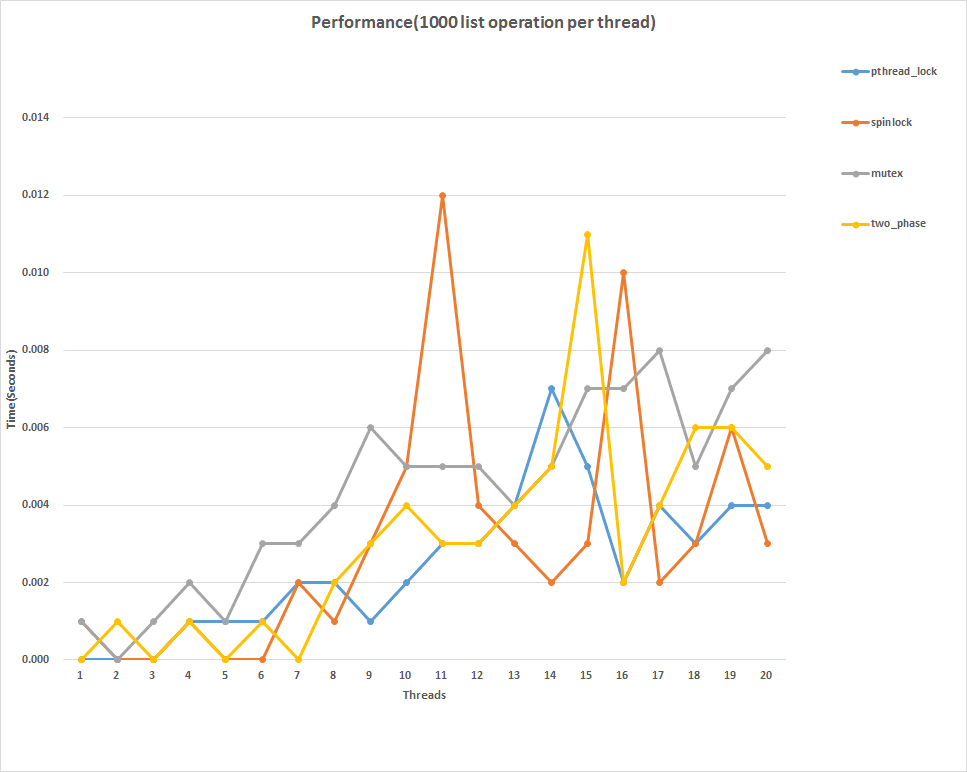 Performance(1000 list operation per thread)
pthread_lock
spinlock
mutex
two_phase
0.014
0.012
0.010
0.008
0.006
0.004
0.002
0.000
Time(Seconds)
1 2 3 4 5 6 7 8 9 10 11 12 13 14 15 16 17 18 19 20
Threads